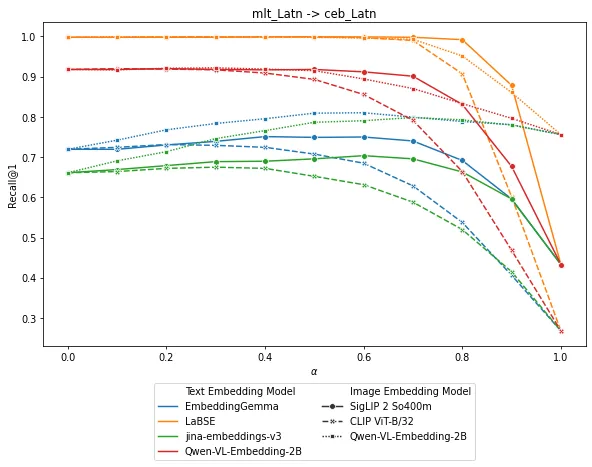 mlt_Latn -> ceb_Latn
1.0
0.9
0.8
0.7
0.6
0.5
0.4
0.3
Recall@1
0.0 0.2 0.4 0.6 0.8 1.0
α
Text Embedding Model Image Embedding Model
EmbeddingGemma SigLIP 2 So400m
LaBSE CLIP ViT-B/32
jina-embeddings-v3 Qwen-VL-Embedding-2B
Qwen-VL-Embedding-2B